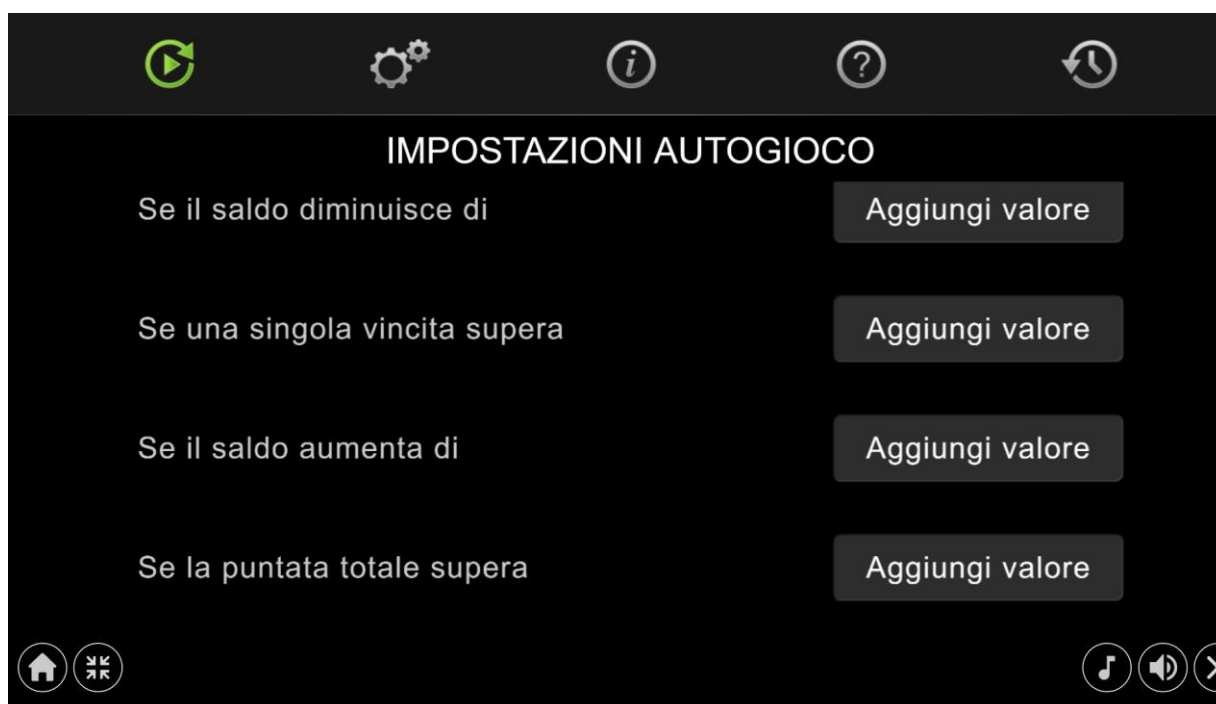 IMPOSTAZIONI AUTOGIOCO
Se il saldo diminuisce di Aggiungi valore
Se una singola vincita supera Aggiungi valore
Se il saldo aumenta di Aggiungi valore
Se la puntata totale supera Aggiungi valore